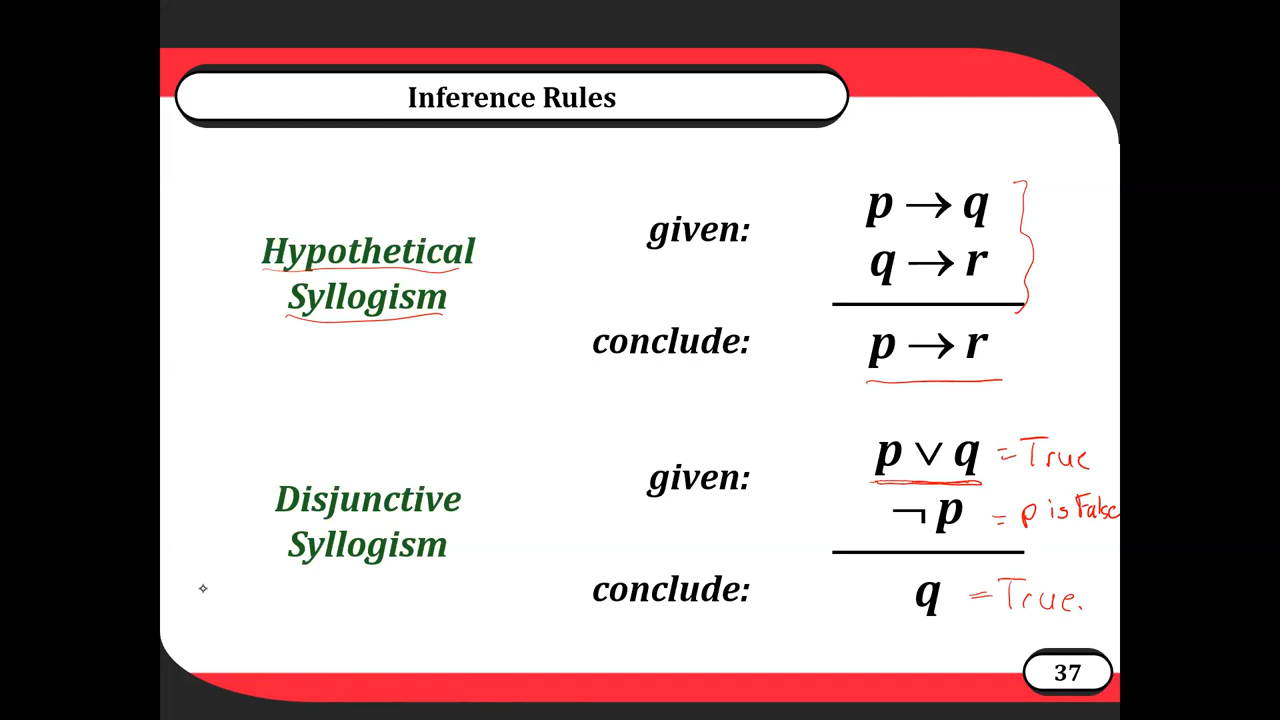 Inference Rules
Hypothetical
Syllogism
given:
p → q
q → r
conclude:
p → r
Disjunctive
Syllogism
given:
p ∨ q = True
¬ p = p is False
conclude:
q = True.
37